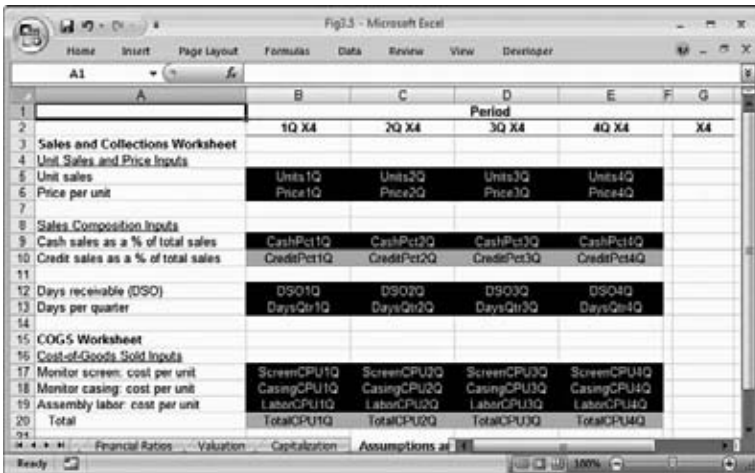 Fig3.5 - Microsoft Excel
Home Insert Page Layout Formulas Data Review View Developer
A1 fx
A B C D E F G
1 Period
2 1Q X4 2Q X4 3Q X4 4Q X4 X4
3 Sales and Collections Worksheet
4 Unit Sales and Price Inputs
5 Unit sales Units1Q Units2Q Units3Q Units4Q
6 Price per unit Price1Q Price2Q Price3Q Price4Q
7
8 Sales Composition Inputs
9 Cash sales as a % of total sales CashPct1Q CashPct2Q CashPct3Q CashPct4Q
10 Credit sales as a % of total sales CreditPct1Q CreditPct2Q CreditPct3Q CreditPct4Q
11
12 Days receivable (DSO) DSO1Q DSO2Q DSO3Q DSO4Q
13 Days per quarter DaysQtr1Q DaysQtr2Q DaysQtr3Q DaysQtr4Q
14
15 COGS Worksheet
16 Cost-of-Goods Sold Inputs
17 Monitor screen: cost per unit ScreenCPU1Q ScreenCPU2Q ScreenCPU3Q ScreenCPU4Q
18 Monitor casing: cost per unit CasingCPU1Q CasingCPU2Q CasingCPU3Q CasingCPU4Q
19 Assembly labor: cost per unit LaborCPU1Q LaborCPU2Q LaborCPU3Q LaborCPU4Q
20 Total TotalCPU1Q TotalCPU2Q TotalCPU3Q TotalCPU4Q
Financial Ratios Valuation Capitalization Assumptions a
Ready 100%